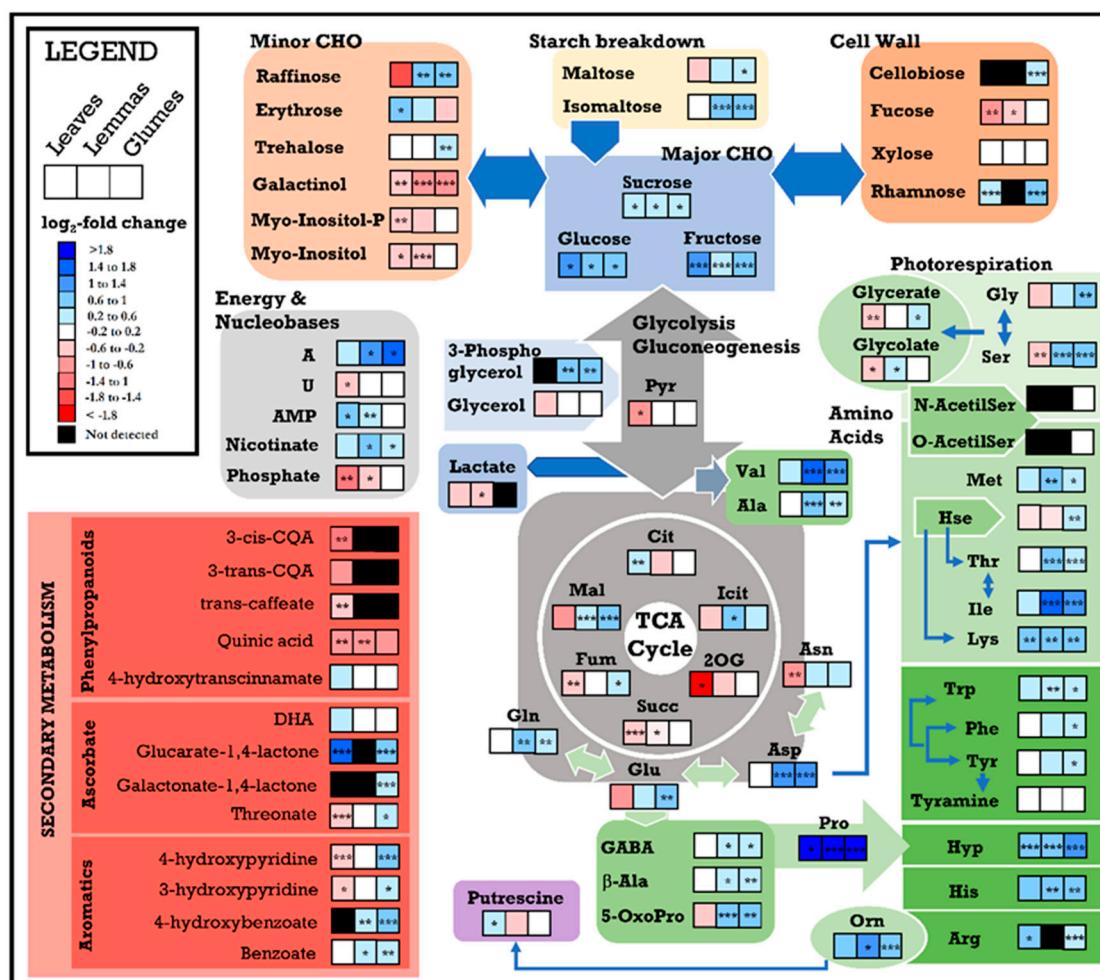 LEGEND
Leaves
Lemmas
Glumes
log2-fold change
>1.8
1.4 to 1.8
1 to 1.4
0.6 to 1
0.2 to 0.6
-0.2 to 0.2
-0.6 to -0.2
-1 to -0.6
-1.4 to 1
-1.8 to -1.4
< -1.8
Not detected
Minor CHO
Raffinose ** **
Erythrose *
Trehalose **
Galactinol ** *** ***
Myo-Inositol-P **
Myo-Inositol * ***
Starch breakdown
Maltose *
Isomaltose *** ***
Cell Wall
Cellobiose ***
Fucose ** *
Xylose
Rhamnose *** ***
Major CHO
Sucrose
* * *
Glucose
* * *
Fructose
*** *** ***
Energy &
Nucleobases
A * *
U *
AMP * **
Nicotinate * *
Phosphate ** *
3-Phospho
glycerol ** **
Glycerol
Glycolysis
Gluconeogenesis
Pyr
*
Lactate
*
Val *** ***
Ala *** **
Photorespiration
Glycerate
** *
Glycolate
* *
Gly **
Ser ** *** ***
N-AcetilSer
O-AcetilSer
Amino
Acids
Met ** *
Hse **
Thr *** ***
Ile *** ***
Lys ** ** **
Trp ** *
Phe *
Tyr *
Tyramine
Hyp *** *** ***
His ** **
Arg * ***
TCA
Cycle
Cit
**
Icit
*
2OG
*
Succ
*** *
Fum
** *
Mal
*** ***
Asn
**
Asp
*** ***
Glu
**
Gln
** **
GABA * *
β-Ala * **
5-OxoPro *** **
Pro
* *** ***
Putrescine
*
Orn
* ***
SECONDARY METABOLISM
Phenylpropanoids
3-cis-CQA **
3-trans-CQA
trans-caffeate **
Quinic acid ** **
4-hydroxytranscinnamate
Ascorbate
DHA
Glucarate-1,4-lactone *** ***
Galactonate-1,4-lactone ***
Threonate *** *
Aromatics
4-hydroxypyridine *** ***
3-hydroxypyridine * *
4-hydroxybenzoate ** ***
Benzoate * **